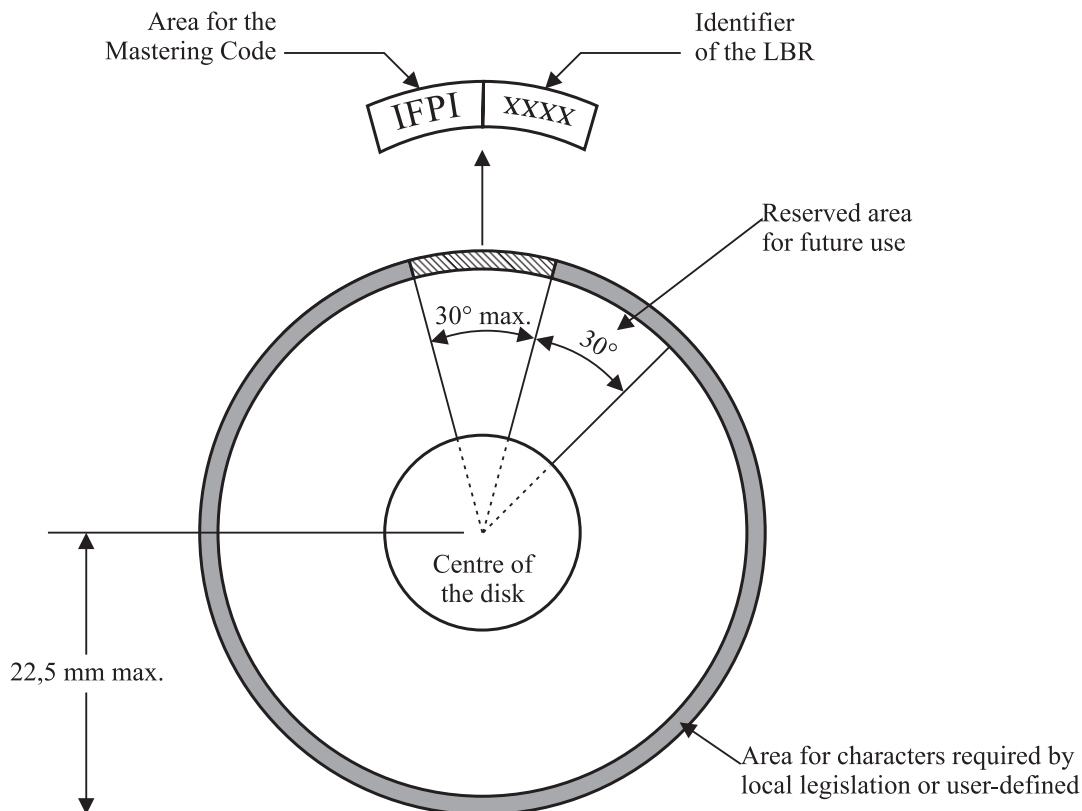 Area for the
Mastering Code
Identifier
of the LBR
IFPI
xxxx
Reserved area
for future use
30° max.
30°
Centre of
the disk
22,5 mm max.
Area for characters required by
local legislation or user-defined